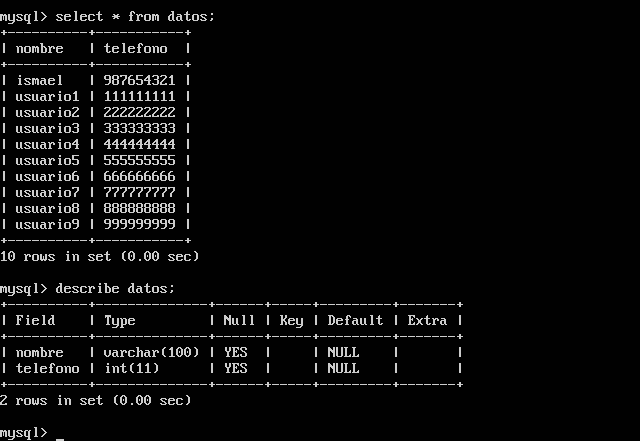 mysql> select * from datos;
+----------+-----------+
| nombre   | telefono  |
+----------+-----------+
| ismael   | 987654321 |
| usuario1 | 111111111 |
| usuario2 | 222222222 |
| usuario3 | 333333333 |
| usuario4 | 444444444 |
| usuario5 | 555555555 |
| usuario6 | 666666666 |
| usuario7 | 777777777 |
| usuario8 | 888888888 |
| usuario9 | 999999999 |
+----------+-----------+
10 rows in set (0.00 sec)
mysql> describe datos;
+----------+--------------+------+-----+---------+-------+
| Field    | Type         | Null | Key | Default | Extra |
+----------+--------------+------+-----+---------+-------+
| nombre   | varchar(100) | YES  |     | NULL    |       |
| telefono | int(11)      | YES  |     | NULL    |       |
+----------+--------------+------+-----+---------+-------+
2 rows in set (0.00 sec)
mysql> _